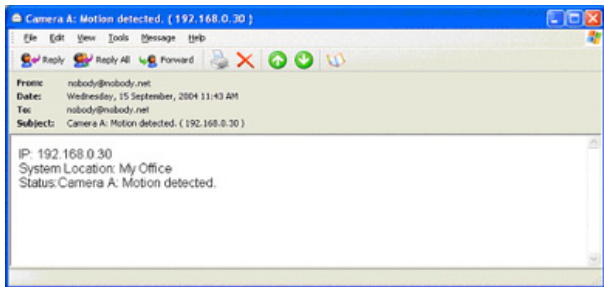 Camera A: Motion detected. ( 192.168.0.30 )
File Edit View Tools Message Help
Reply Reply All Forward
From: nobody@nobody.net
Date: Wednesday, 15 September, 2004 11:43 AM
To: nobody@nobody.net
Subject: Camera A: Motion detected. ( 192.168.0.30 )
IP: 192.168.0.30
System Location: My Office
Status:Camera A: Motion detected.